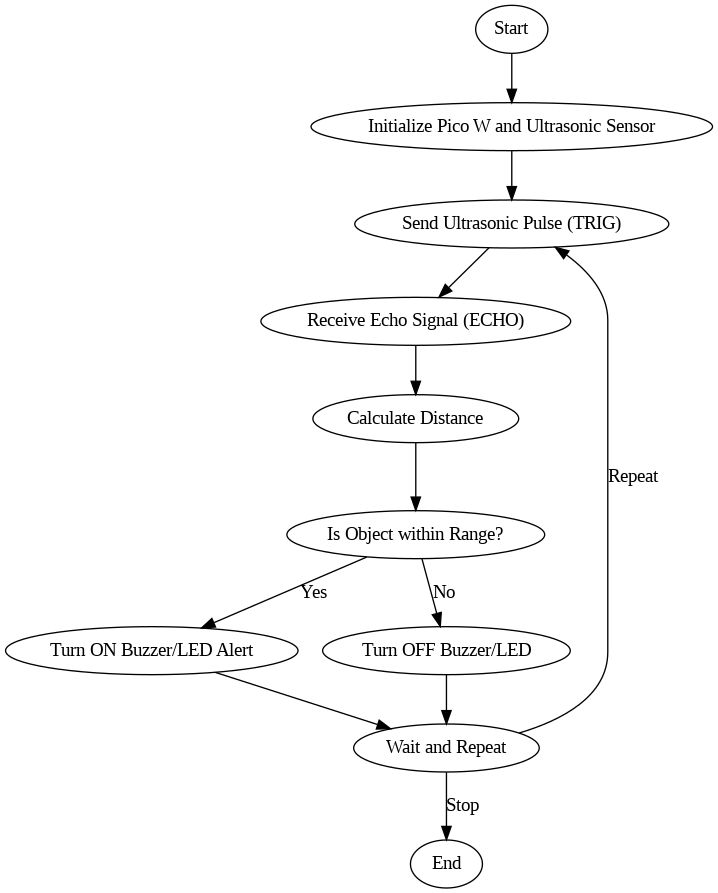 Start
Initialize Pico W and Ultrasonic Sensor
Send Ultrasonic Pulse (TRIG)
Receive Echo Signal (ECHO)
Calculate Distance
Repeat
Is Object within Range?
Yes
No
Turn ON Buzzer/LED Alert
Turn OFF Buzzer/LED
Wait and Repeat
Stop
End